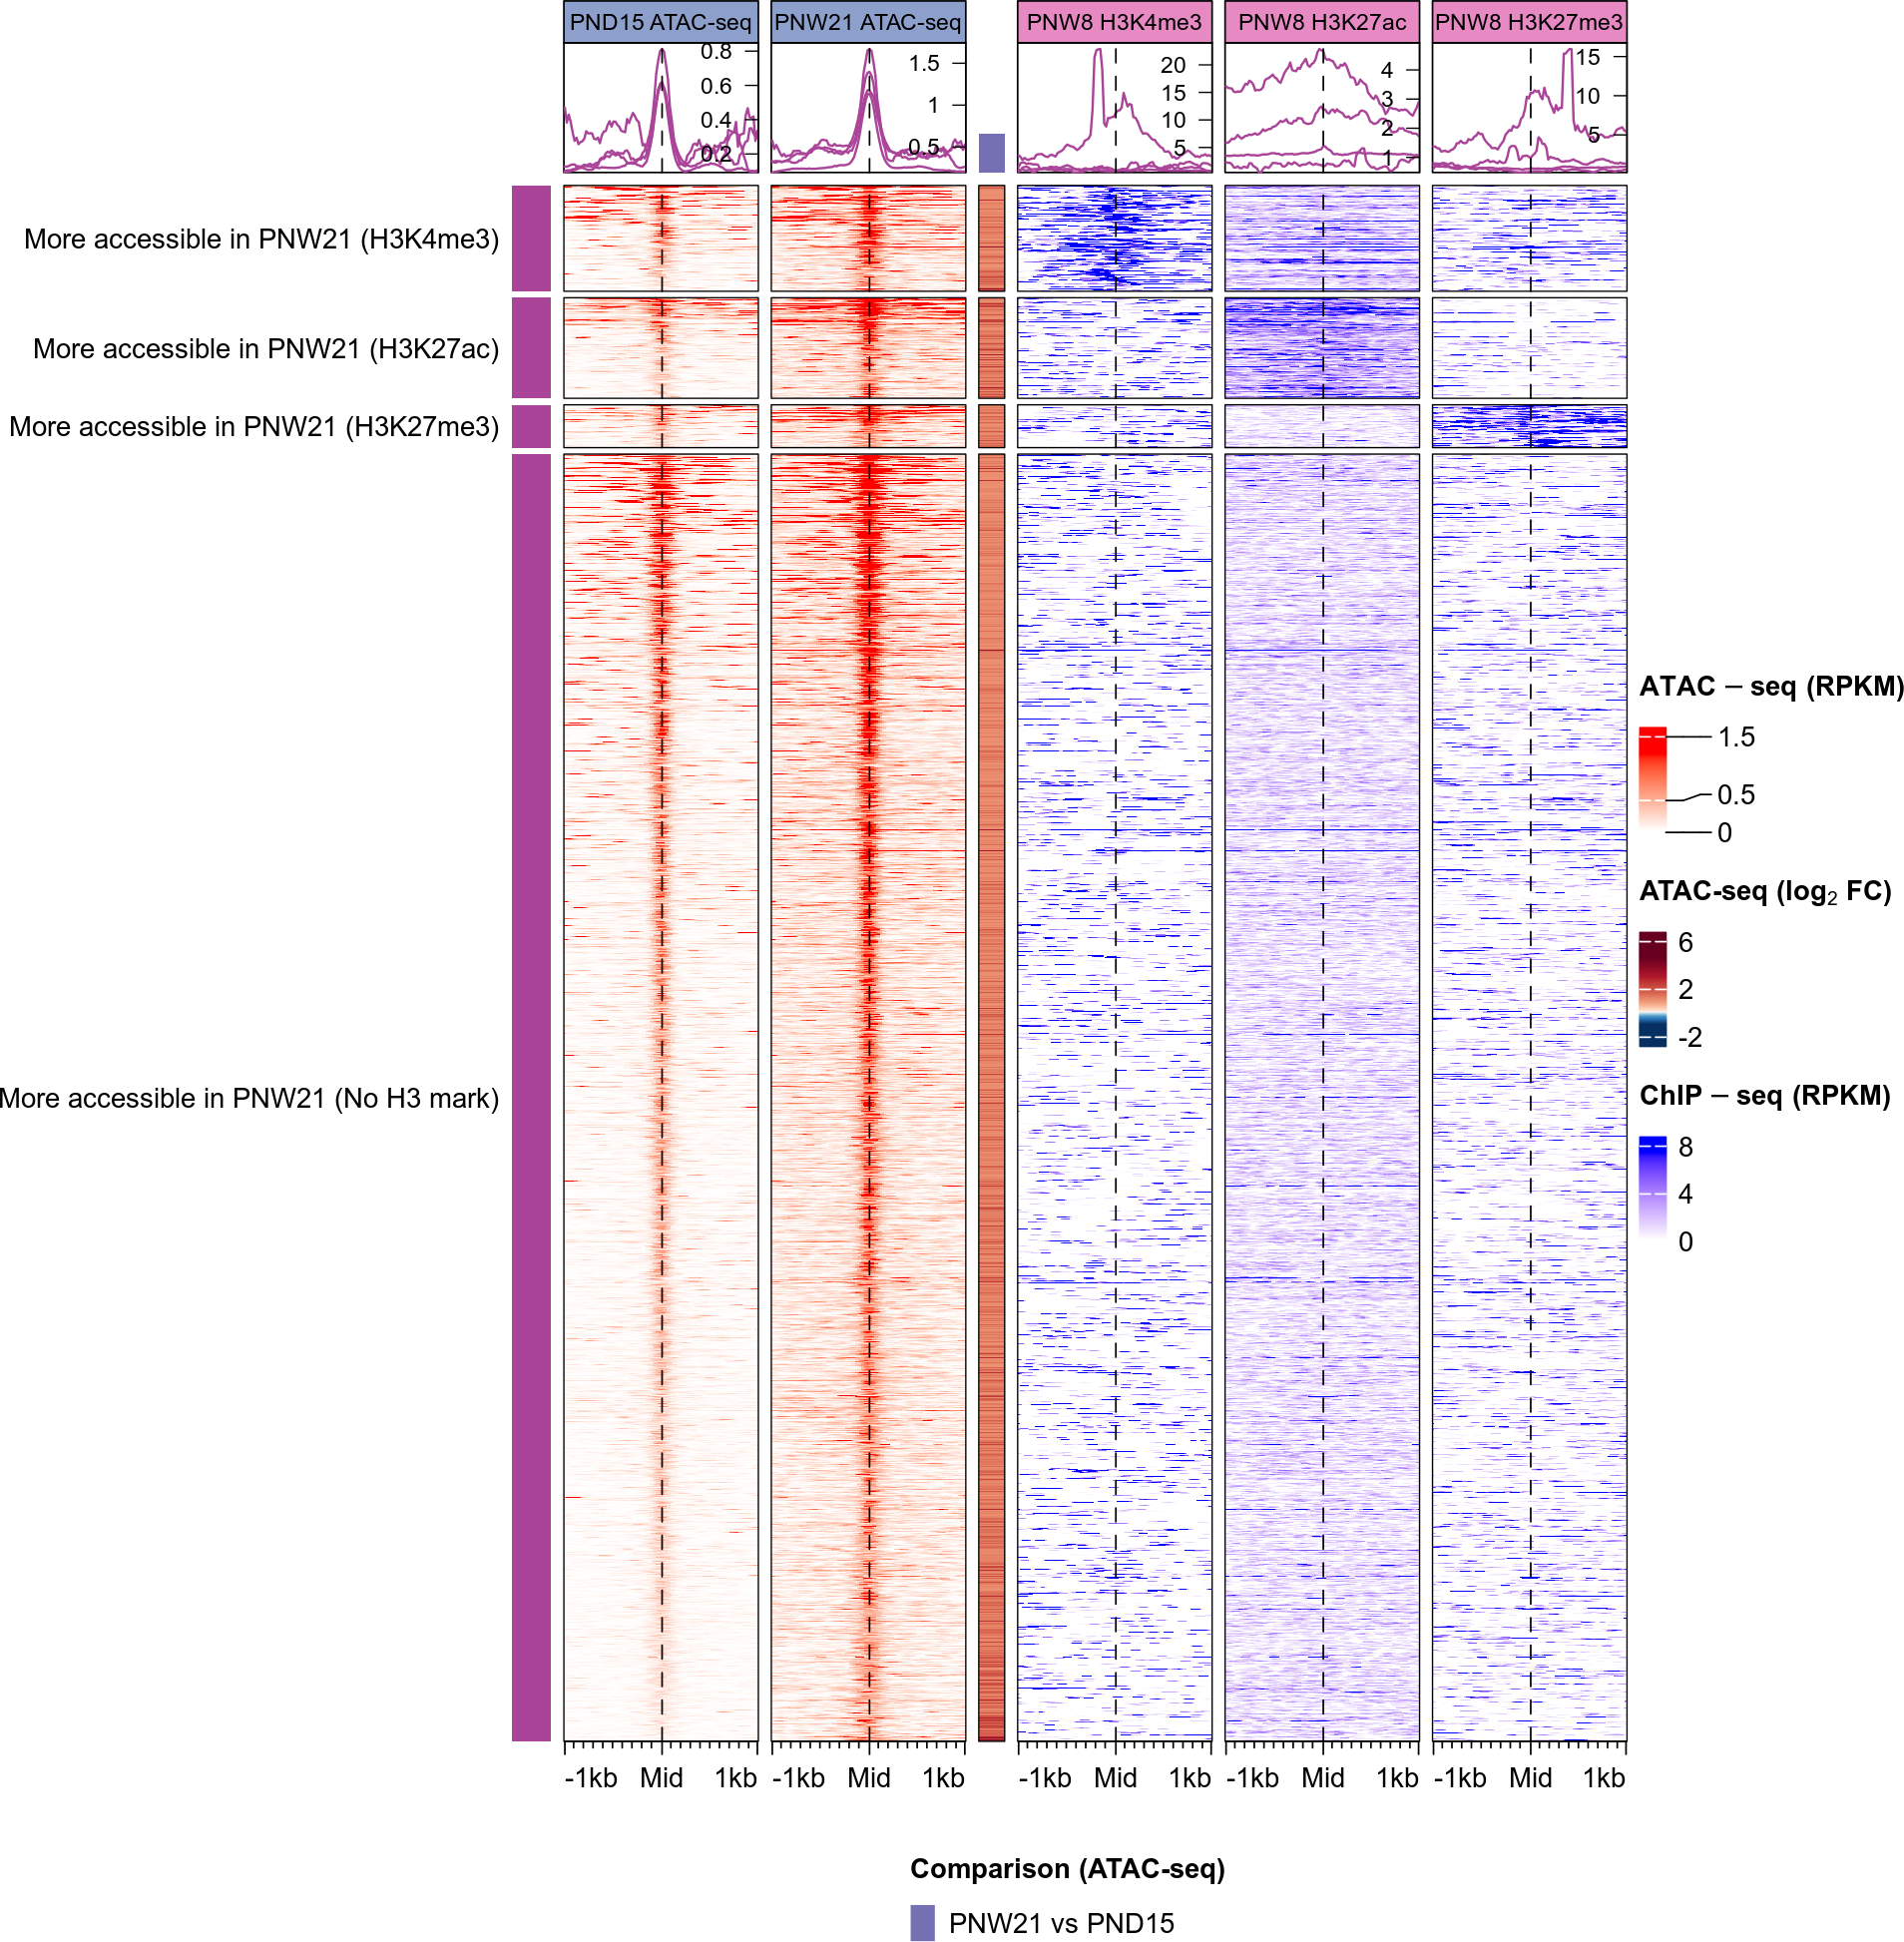 PND15 ATAC-seq
PNW21 ATAC-seq
PNW8 H3K4me3
PNW8 H3K27ac
PNW8 H3K27me3
0.8
0.6
0.4
0.2
1.5
1
0.5
20
15
10
5
4
3
2
1
15
10
5
More accessible in PNW21 (H3K4me3)
More accessible in PNW21 (H3K27ac)
More accessible in PNW21 (H3K27me3)
More accessible in PNW21 (No H3 mark)
ATAC − seq (RPKM)
1.5
0.5
0
ATAC-seq (log₂ FC)
6
2
-2
ChIP − seq (RPKM)
8
4
0
-1kb Mid 1kb
-1kb Mid 1kb
-1kb Mid 1kb
-1kb Mid 1kb
-1kb Mid 1kb
Comparison (ATAC-seq)
PNW21 vs PND15